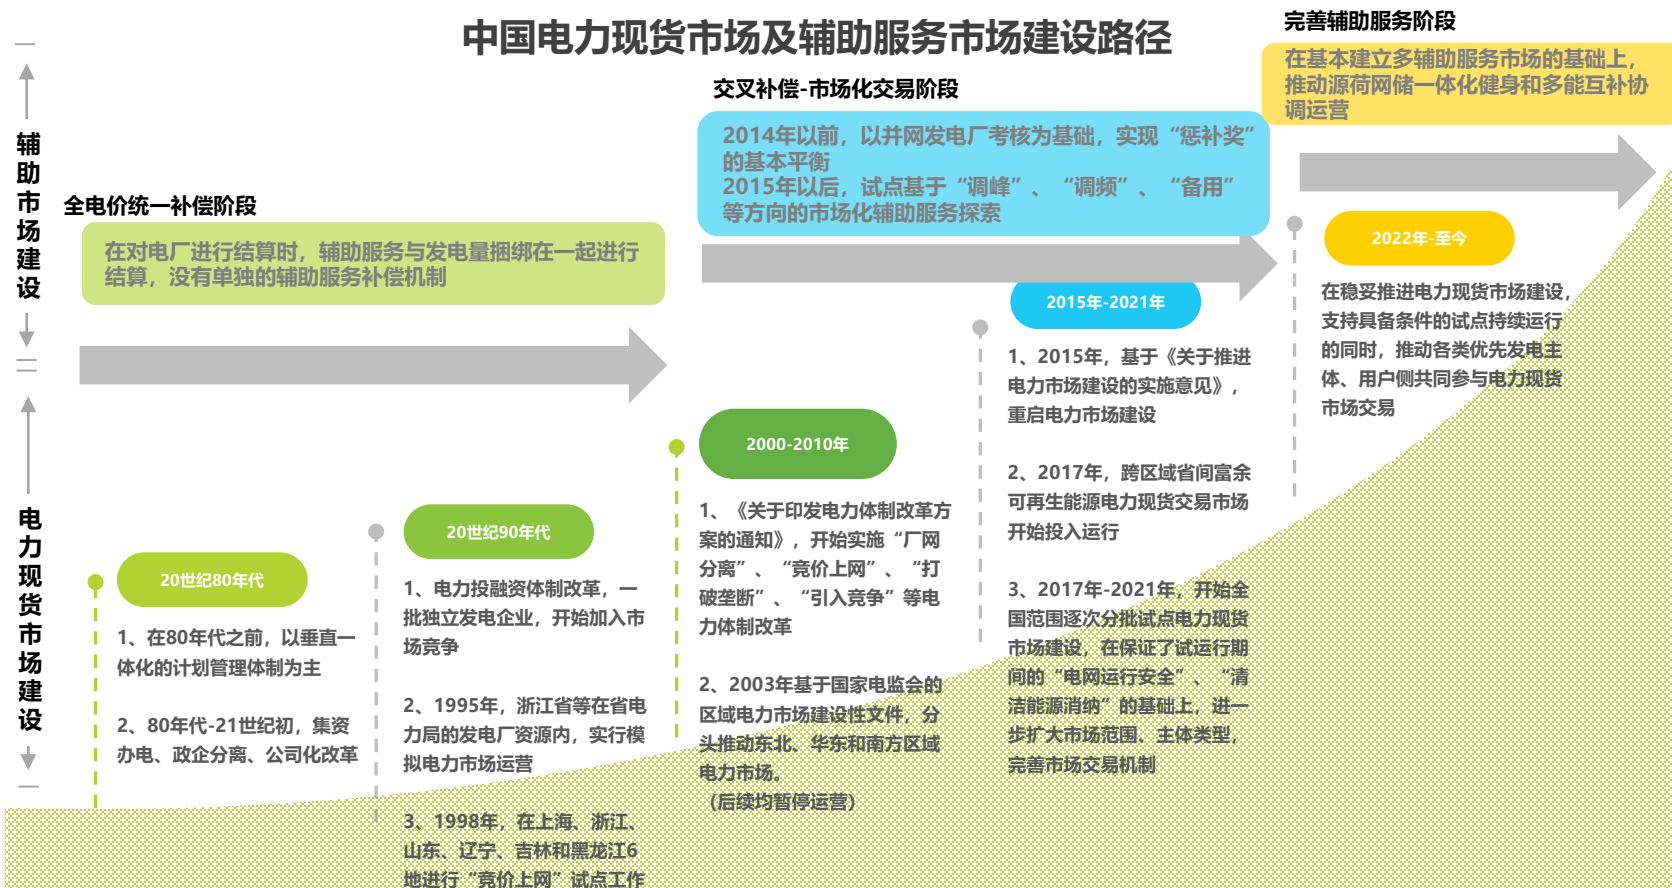 中国电力现货市场及辅助服务市场建设路径
辅助市场建设
电力现货市场建设
全电价统一补偿阶段
在对电厂进行结算时，辅助服务与发电量捆绑在一起进行
结算，没有单独的辅助服务补偿机制
交叉补偿-市场化交易阶段
2014年以前，以并网发电厂考核为基础，实现“惩补奖”
的基本平衡
2015年以后，试点基于“调峰”、“调频”、“备用”
等方向的市场化辅助服务探索
完善辅助服务阶段
在基本建立多辅助服务市场的基础上，
推动源荷网储一体化健身和多能互补协
调运营
20世纪80年代
1、在80年代之前，以垂直一
体化的计划管理体制为主
2、80年代-21世纪初，集资
办电、政企分离、公司化改革
20世纪90年代
1、电力投融资体制改革，一
批独立发电企业，开始加入市
场竞争
2、1995年，浙江省等在省电
力局的发电厂资源内，实行模
拟电力市场运营
3、1998年，在上海、浙江、
山东、辽宁、吉林和黑龙江6
地进行“竞价上网”试点工作
2000-2010年
1、《关于印发电力体制改革方
案的通知》，开始实施“厂网
分离”、“竞价上网”、“打
破垄断”、“引入竞争”等电
力体制改革
2、2003年基于国家电监会的
区域电力市场建设性文件，分
头推动东北、华东和南方区域
电力市场。
（后续均暂停运营）
2015年-2021年
1、2015年，基于《关于推进
电力市场建设的实施意见》，
重启电力市场建设
2、2017年，跨区域省间富余
可再生能源电力现货交易市场
开始投入运行
3、2017年-2021年，开始全
国范围逐次分批试点电力现货
市场建设，在保证了试运行期
间的“电网运行安全”、“清
洁能源消纳”的基础上，进一
步扩大市场范围、主体类型，
完善市场交易机制
2022年-至今
在稳妥推进电力现货市场建设，
支持具备条件的试点持续运行
的同时，推动各类优先发电主
体、用户侧共同参与电力现货
市场交易